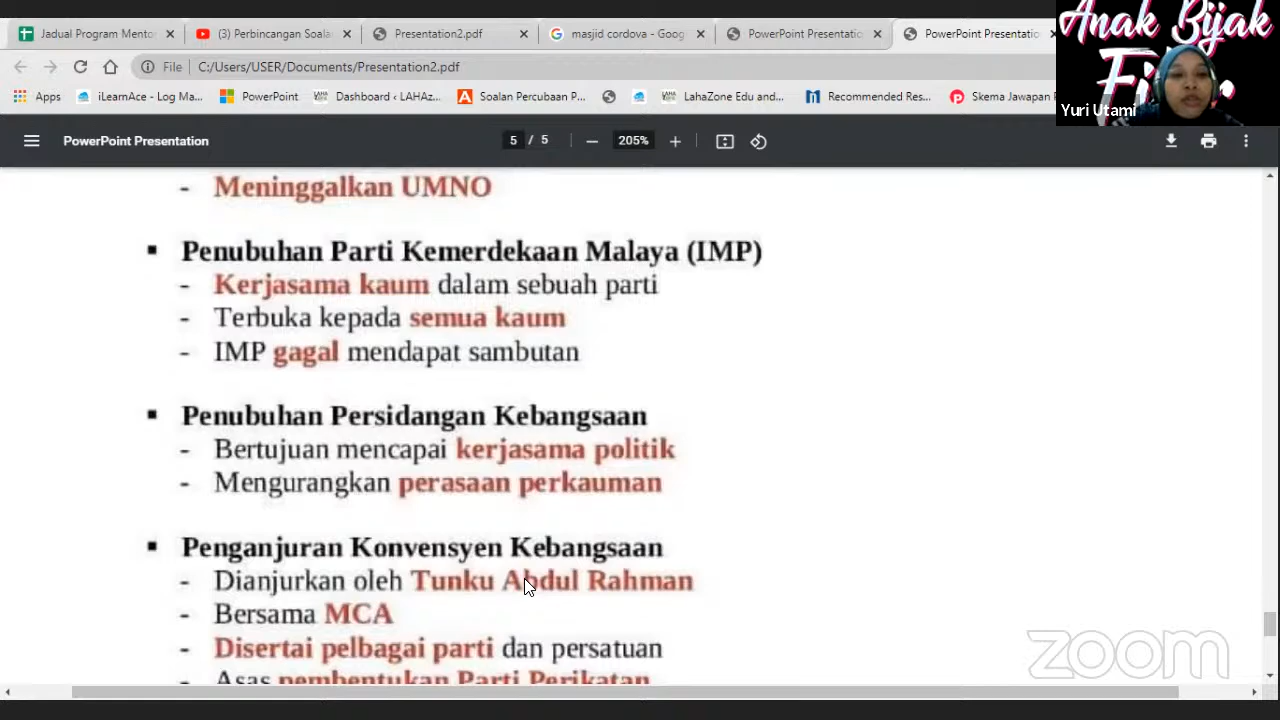 Jadual Program Mento
(3) Perbincangan Soala
Presentation2.pdf
masjid cordova - Goog
PowerPoint Presentatio
PowerPoint Presentatio
Anak Bijak
File
C:/Users/USER/Documents/Presentation2.pdf
Apps
iLearnAce - Log Ma...
PowerPoint
Dashboard ‹ LAHAz...
Soalan Percubaan P...
LahaZone Edu and...
Recommended Res...
Skema Jawapan P
Yuri Utami
PowerPoint Presentation
5 / 5
205%
- Meninggalkan UMNO
▪ Penubuhan Parti Kemerdekaan Malaya (IMP)
- Kerjasama kaum dalam sebuah parti
- Terbuka kepada semua kaum
- IMP gagal mendapat sambutan
▪ Penubuhan Persidangan Kebangsaan
- Bertujuan mencapai kerjasama politik
- Mengurangkan perasaan perkauman
▪ Penganjuran Konvensyen Kebangsaan
- Dianjurkan oleh Tunku Abdul Rahman
- Bersama MCA
- Disertai pelbagai parti dan persatuan
- Asas pembentukan Parti Perikatan
zoom